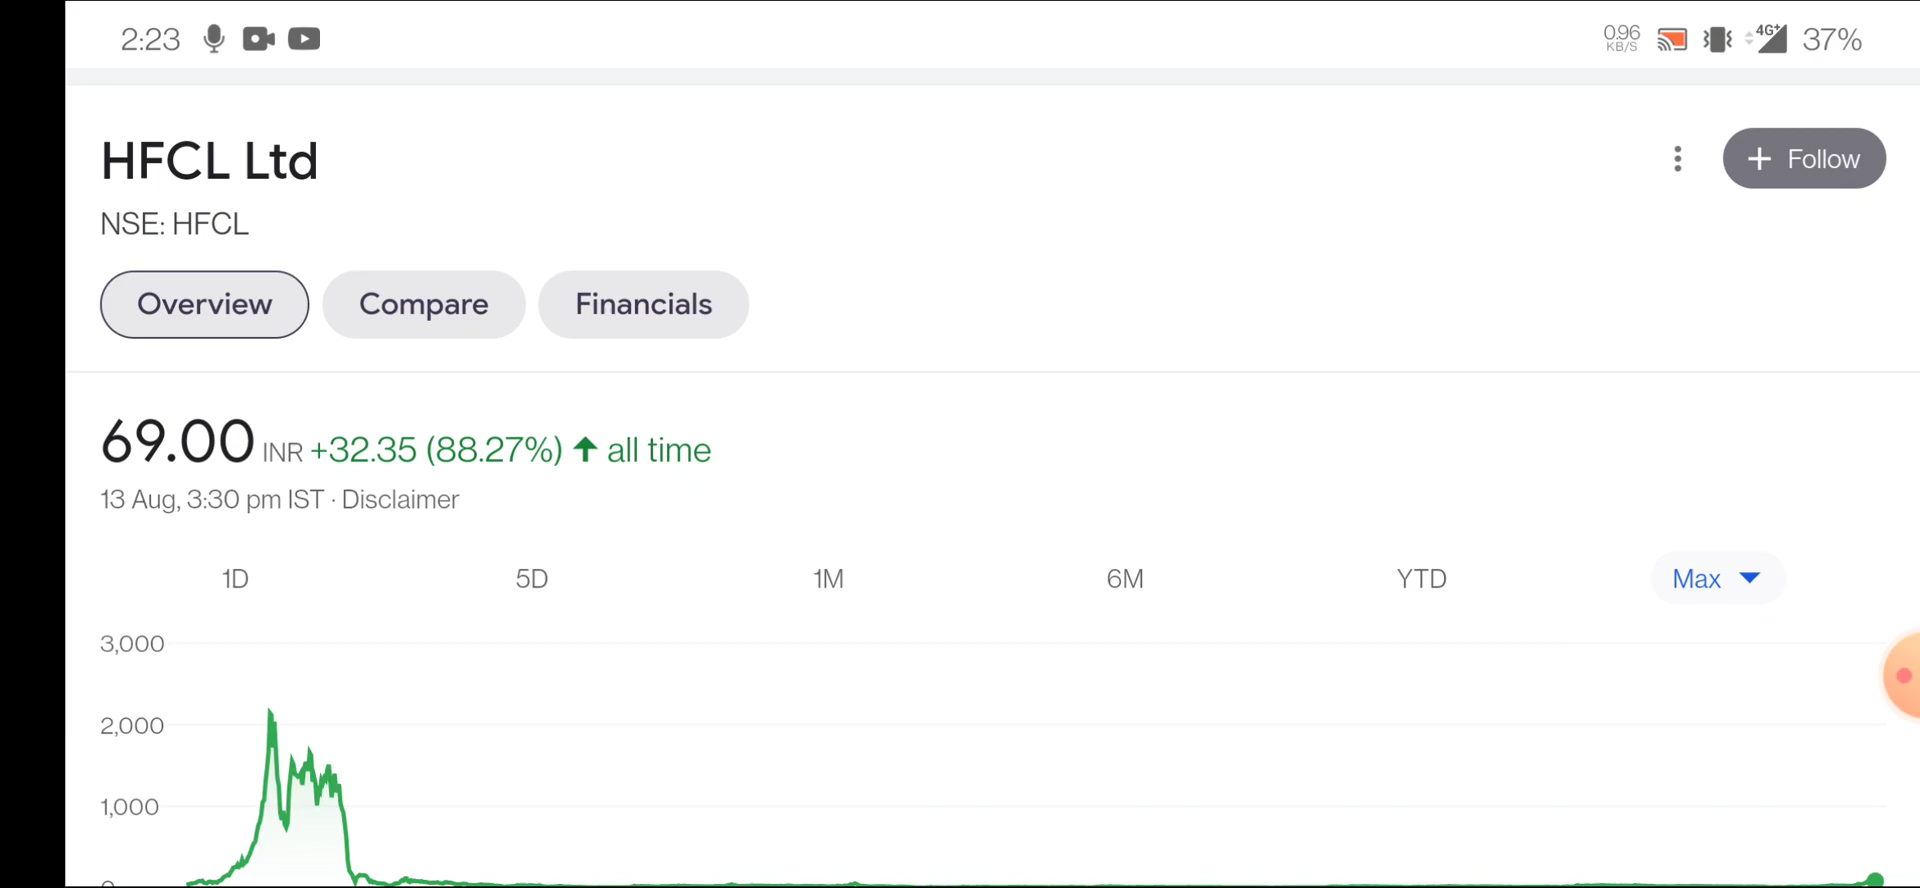 2:23
0.96 KB/S 4G+ 37%
HFCL Ltd
+ Follow
NSE: HFCL
Overview Compare Financials
69.00 INR +32.35 (88.27%) ↑ all time
13 Aug, 3:30 pm IST · Disclaimer
1D 5D 1M 6M YTD Max
3,000
2,000
1,000
0